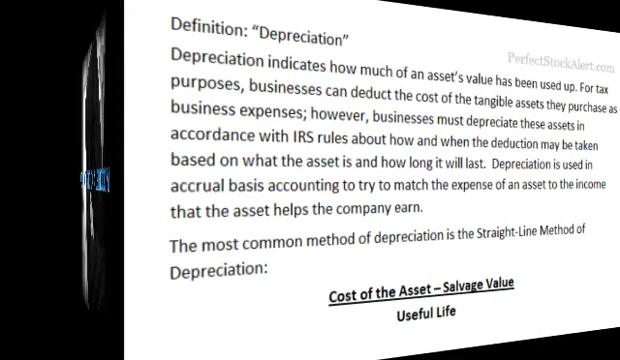 Definition: “Depreciation”
PerfectStockAlert.com
Depreciation indicates how much of an asset’s value has been used up. For tax
purposes, businesses can deduct the cost of the tangible assets they purchase as
business expenses; however, businesses must depreciate these assets in
accordance with IRS rules about how and when the deduction may be taken
based on what the asset is and how long it will last. Depreciation is used in
accrual basis accounting to try to match the expense of an asset to the income
that the asset helps the company earn.
The most common method of depreciation is the Straight-Line Method of
Depreciation:
Cost of the Asset – Salvage Value
Useful Life